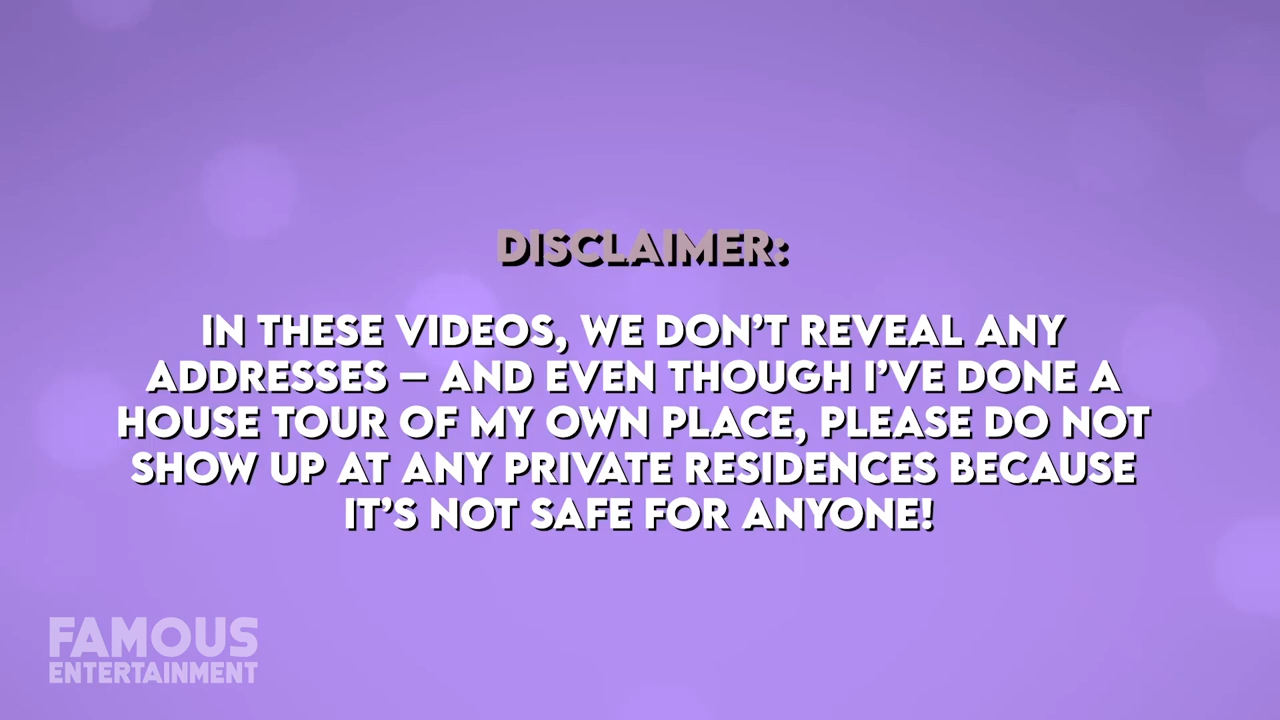 DISCLAIMER:
IN THESE VIDEOS, WE DON'T REVEAL ANY
ADDRESSES – AND EVEN THOUGH I'VE DONE A
HOUSE TOUR OF MY OWN PLACE, PLEASE DO NOT
SHOW UP AT ANY PRIVATE RESIDENCES BECAUSE
IT'S NOT SAFE FOR ANYONE!
FAMOUS
ENTERTAINMENT